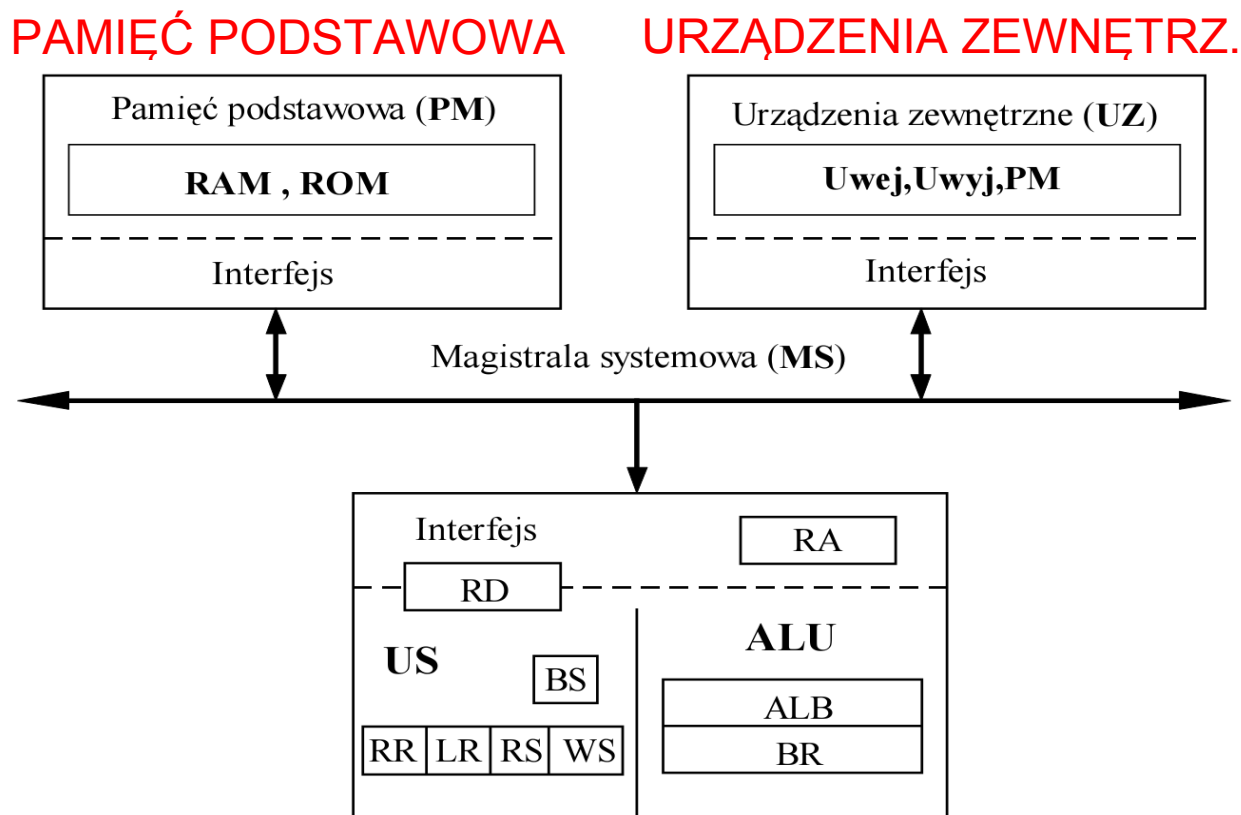 PAMIĘĆ PODSTAWOWA
URZĄDZENIA ZEWNĘTRZ.
Pamięć podstawowa (PM)
RAM , ROM
Interfejs
Urządzenia zewnętrzne (UZ)
Uwej,Uwyj,PM
Interfejs
Magistrala systemowa (MS)
Interfejs
RA
RD
US
BS
RR LR RS WS
ALU
ALB
BR